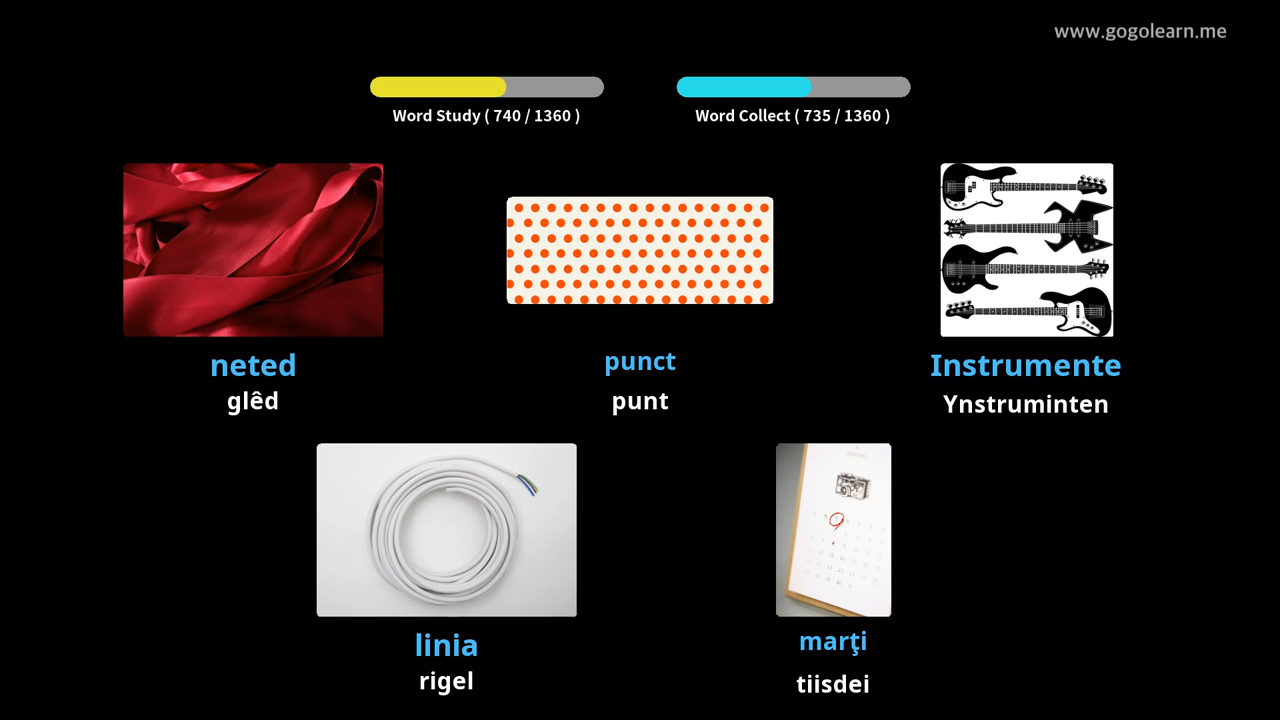 www.gogolearn.me
Word Study ( 740 / 1360 )
Word Collect ( 735 / 1360 )
neted
glêd
punct
punt
Instrumente
Ynstruminten
linia
rigel
marţi
tiisdei